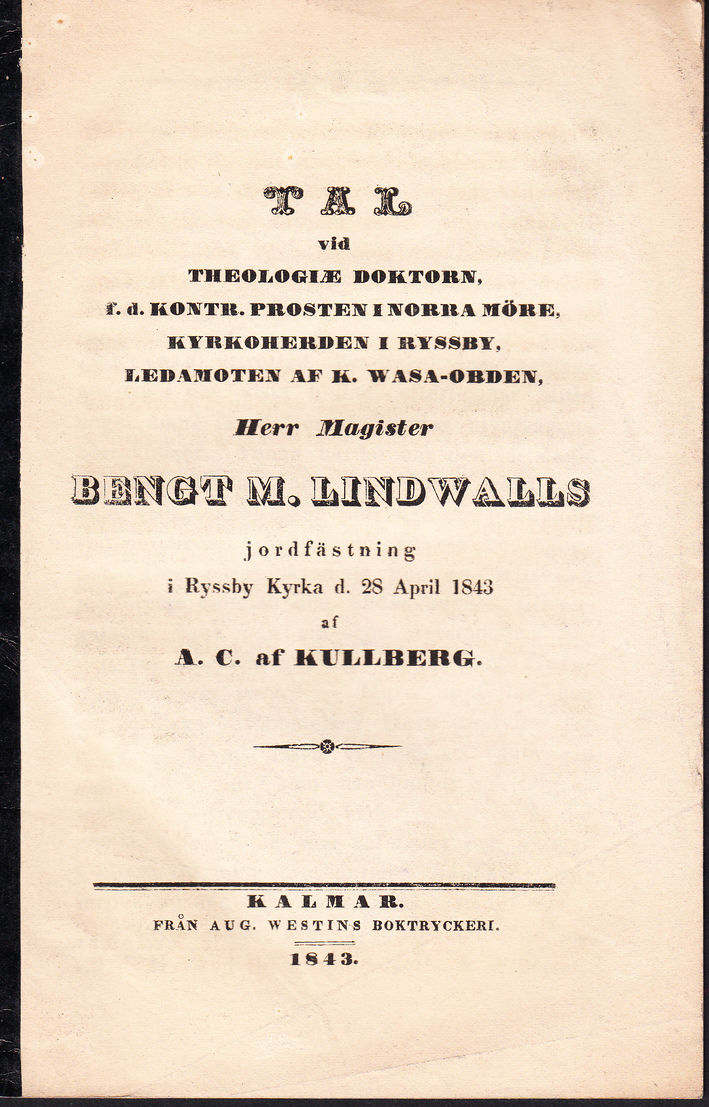 TAL
vid
THEOLOGIÆ DOKTORN,
f. d. KONTR. PROSTEN I NORRA MÖRE,
KYRKOHERDEN I RYSSBY,
LEDAMOTEN AF K. WASA-ORDEN,
Herr Magister
BENGT M. LINDWALLS
jordfästning
i Ryssby Kyrka d. 28 April 1843
af
A. C. af KULLBERG.
KALMAR.
FRÅN AUG. WESTINS BOKTRYCKERI.
1843.